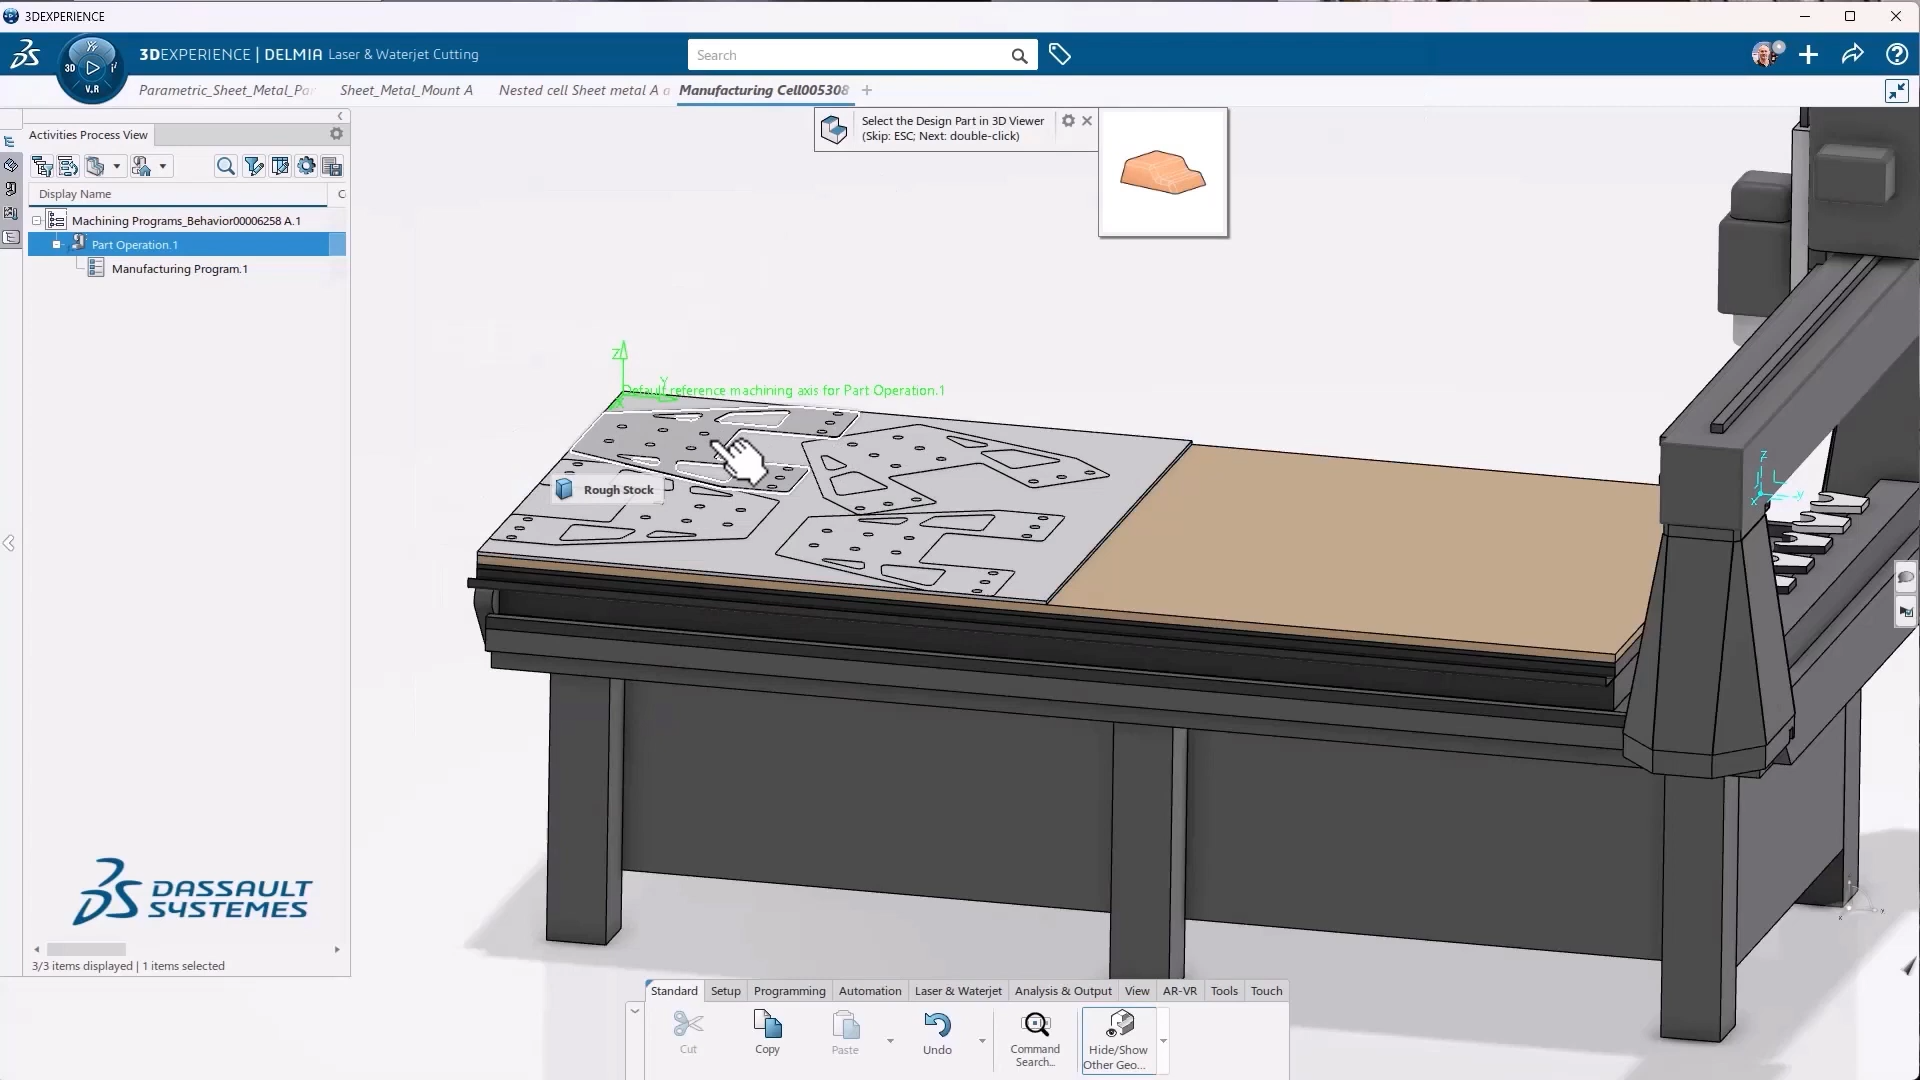 3DEXPERIENCE
3DEXPERIENCE | DELMIA Laser & Waterjet Cutting
Search
3D
V.R
Parametric_Sheet_Metal_Par
Sheet_Metal_Mount A
Nested cell Sheet metal A
Manufacturing Cell005308
Select the Design Part in 3D Viewer
(Skip: ESC; Next: double-click)
Activities Process View
Display Name
C
Machining Programs_Behavior00006258 A.1
Part Operation.1
Manufacturing Program.1
Z
Y
X
Default reference machining axis for Part Operation.1
Rough Stock
Z
X
Y
DASSAULT
SYSTEMES
3/3 items displayed | 1 items selected
Standard
Setup
Programming
Automation
Laser & Waterjet
Analysis & Output
View
AR-VR
Tools
Touch
Cut
Copy
Paste
Undo
Command
Search...
Hide/Show
Other Geo...